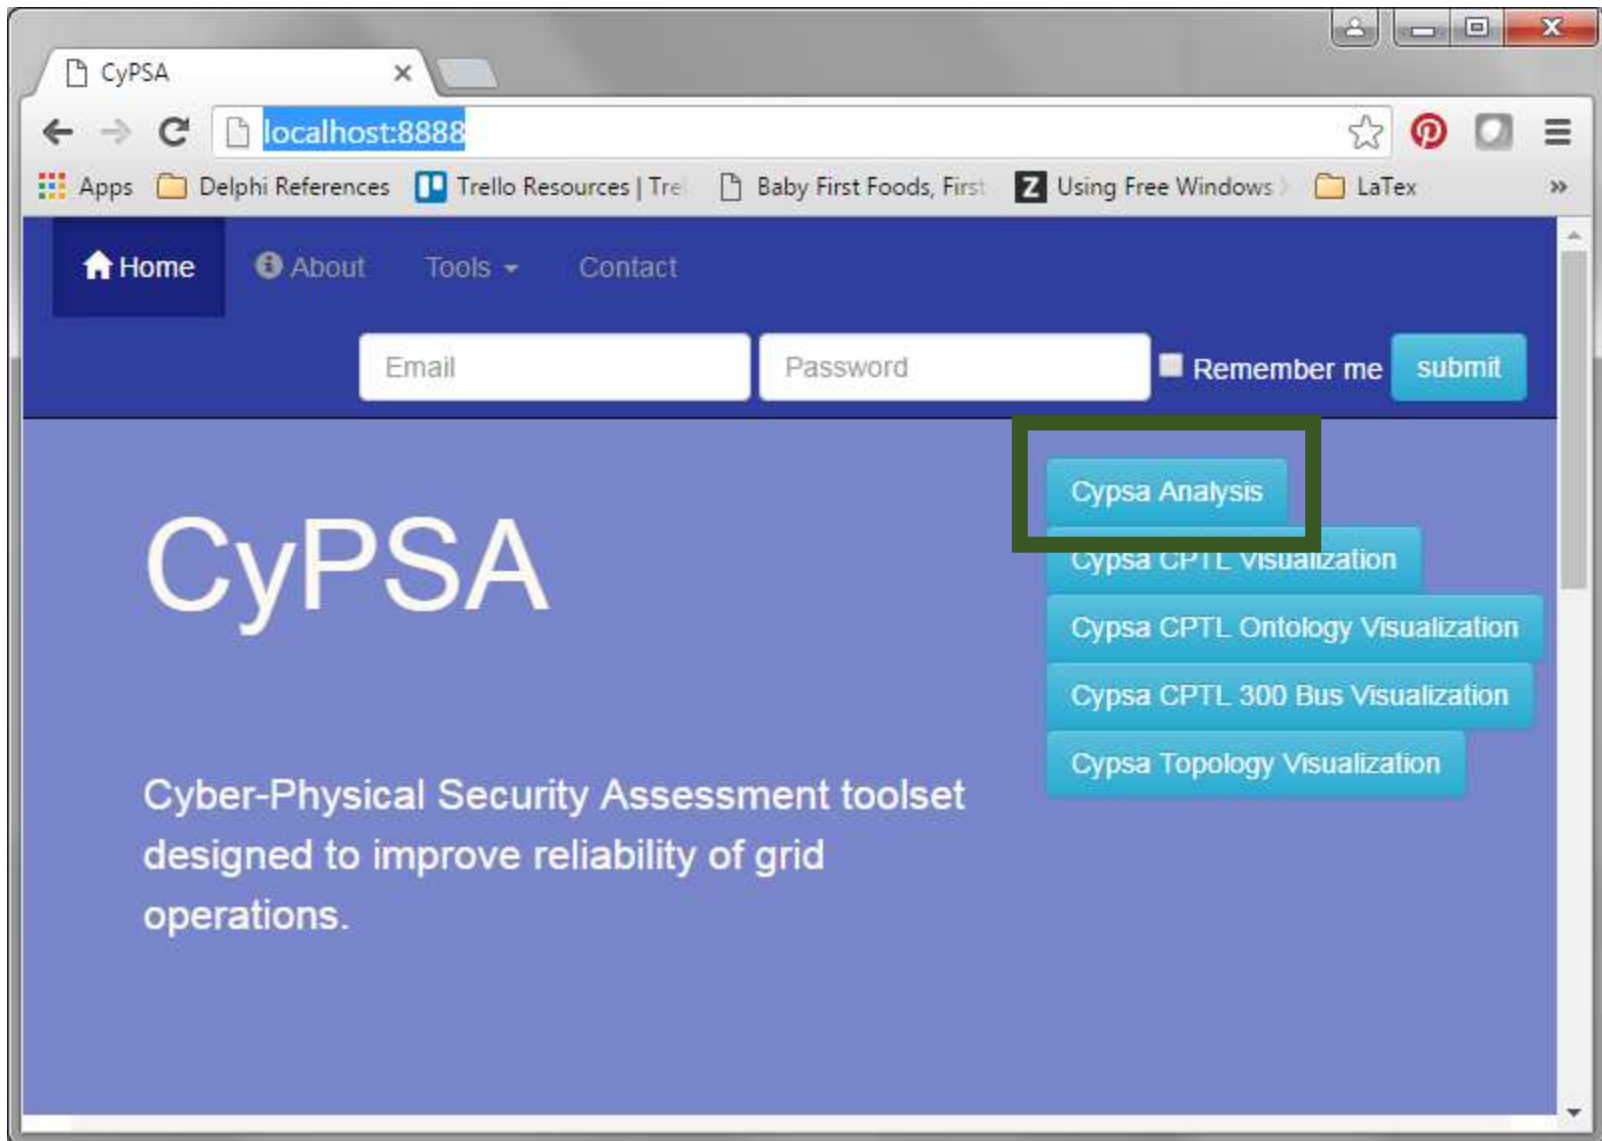 CyPSA
localhost:8888
Apps Delphi References Trello Resources | Tre Baby First Foods, First Using Free Windows LaTex
Home About Tools Contact
Email Password Remember me submit
Cypsa Analysis
CyPSA
Cypsa CPTL Visualization
Cypsa CPTL Ontology Visualization
Cypsa CPTL 300 Bus Visualization
Cypsa Topology Visualization
Cyber-Physical Security Assessment toolset
designed to improve reliability of grid
operations.